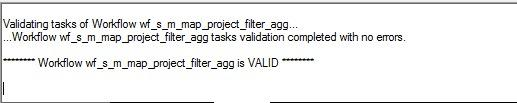 Validating tasks of Workflow wf_s_m_map_project_filter_agg...
...Workflow wf_s_m_map_project_filter_agg tasks validation completed with no errors.
******** Workflow wf_s_m_map_project_filter_agg is VALID ********